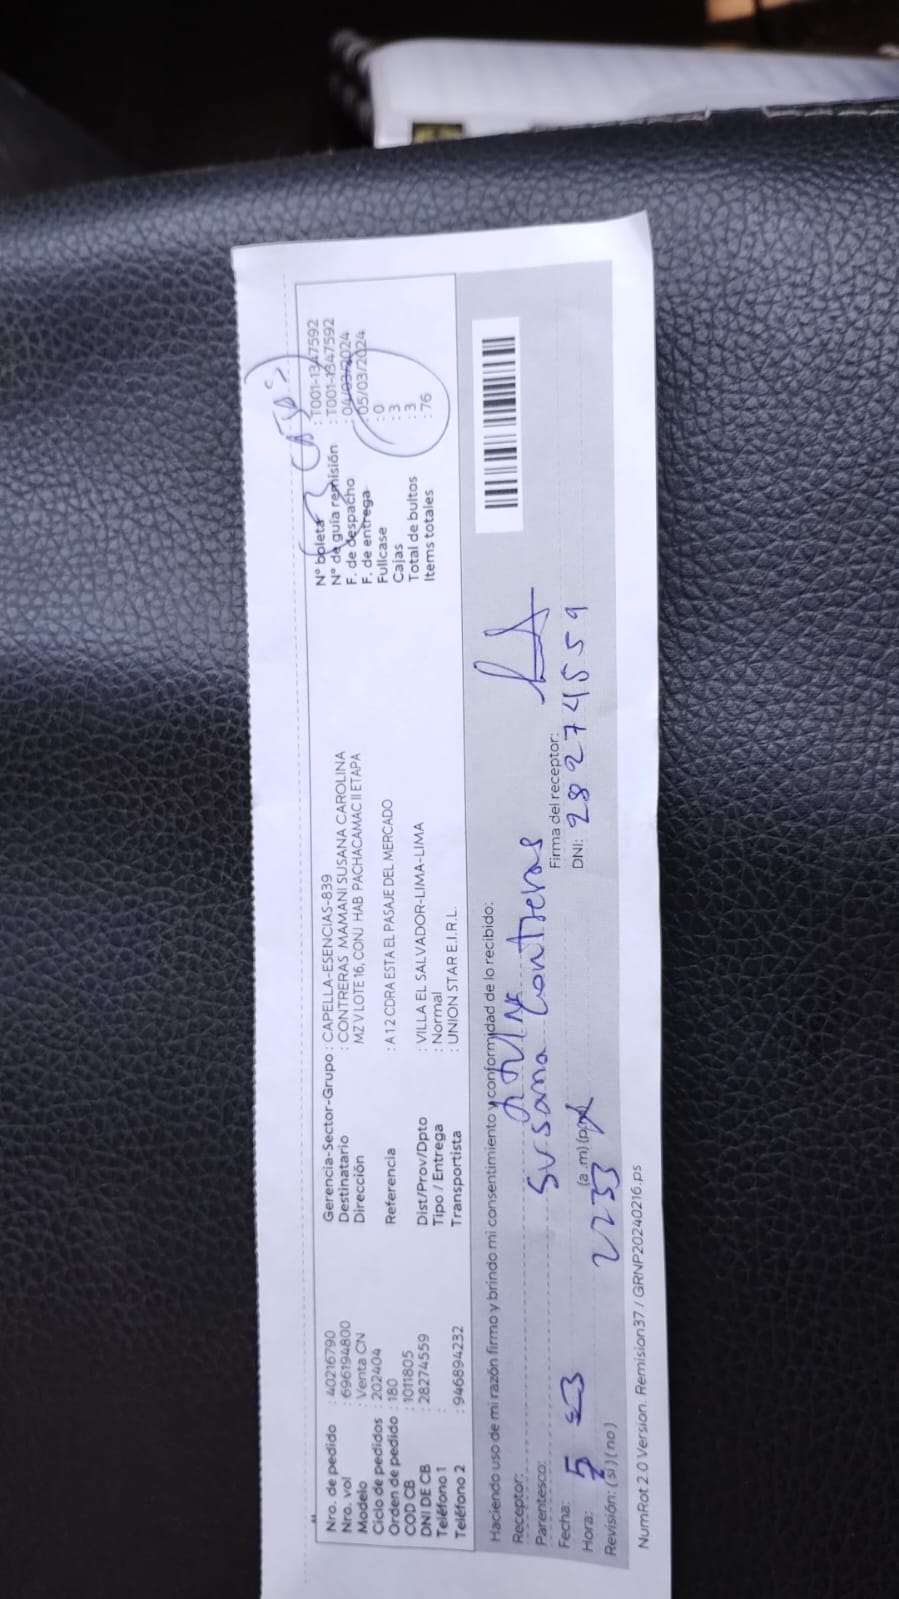 Nro. de pedido : 40216790
Nro. vol : 696194800
Modelo : Venta CN
Ciclo de pedidos : 202404
Orden de pedido : 180
COD CB : 1011805
DNI DE CB : 28274559
Teléfono 1 :
Teléfono 2 : 946894232
Gerencia-Sector-Grupo : CAPELLA-ESENCIAS-839
Destinatario : CONTRERAS MAMANI SUSANA CAROLINA
Dirección MZ V LOTE 16, CONJ HAB PACHACAMAC II ETAPA
Referencia : A 12 CDRA ESTA EL PASAJE DEL MERCADO
Dist/Prov/Dpto : VILLA EL SALVADOR-LIMA-LIMA
Tipo / Entrega : Normal
Transportista : UNION STAR E.I.R.L.
N° boleta : T001-1347592
N° de guía remisión : T001-1347592
F. de despacho : 04/03/2024
F. de entrega : 05/03/2024
Fullcase : 0
Cajas : 3
Total de bultos : 3
Items totales : 76
Haciendo uso de mi razón firmo y brindo mi consentimiento y conformidad de lo recibido:
Receptor:
Parentesco: Susana Contreras
Firma del receptor:
Fecha: 5
DNI: 28274559
Hora: (a.m)
Revisión: (si) (no)
NumRot 2.0 Version. Remision37 / GRNP20240216.ps